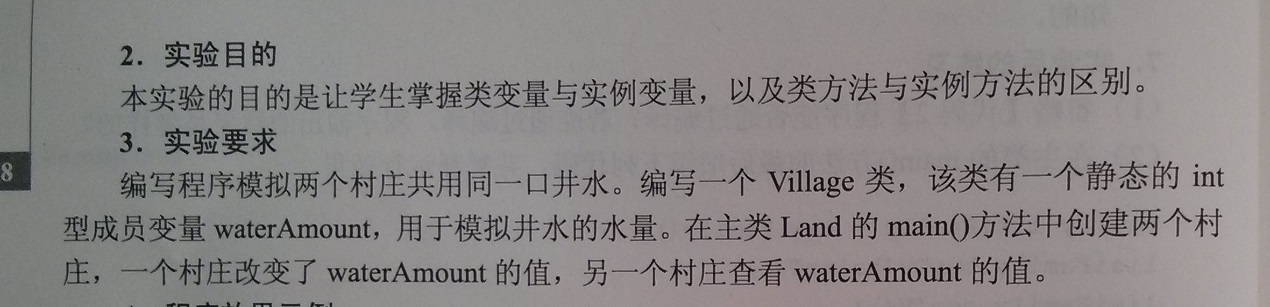 2．实验目的
本实验的目的是让学生掌握类变量与实例变量，以及类方法与实例方法的区别。
3．实验要求
8
编写程序模拟两个村庄共用同一口井水。编写一个 Village 类，该类有一个静态的 int
型成员变量 waterAmount，用于模拟井水的水量。在主类 Land 的 main()方法中创建两个村
庄，一个村庄改变了 waterAmount 的值，另一个村庄查看 waterAmount 的值。